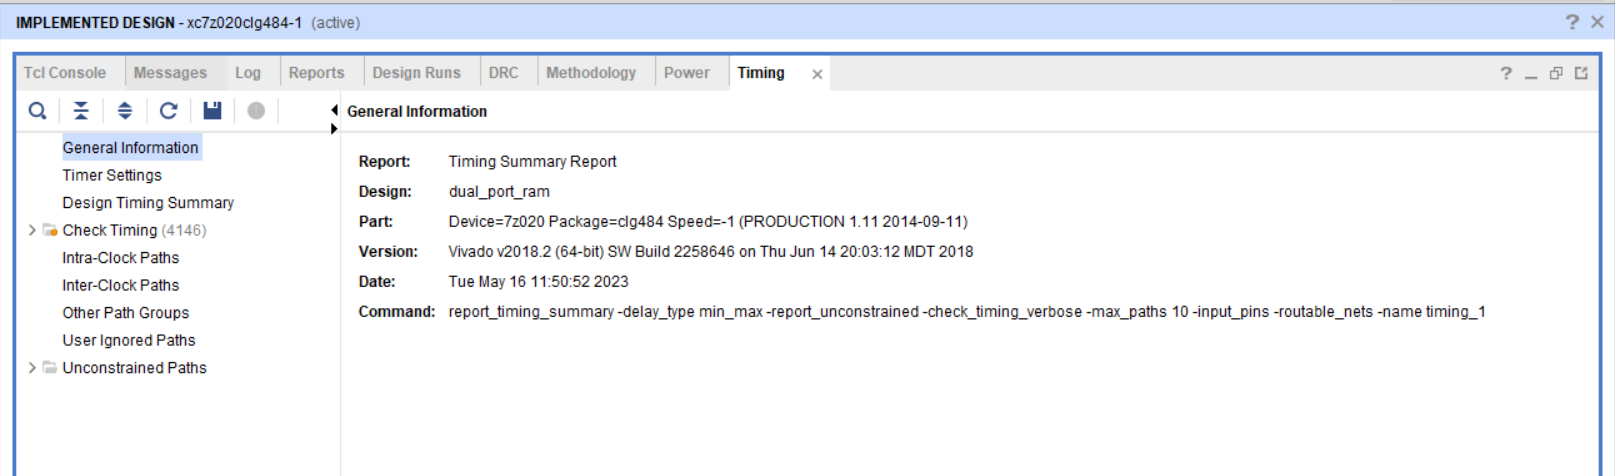 IMPLEMENTED DESIGN - xc7z020clg484-1 (active)
Tcl Console Messages Log Reports Design Runs DRC Methodology Power Timing
General Information
General Information
Timer Settings
Design Timing Summary
Check Timing (4146)
Intra-Clock Paths
Inter-Clock Paths
Other Path Groups
User Ignored Paths
Unconstrained Paths
Report: Timing Summary Report
Design: dual_port_ram
Part: Device=7z020 Package=clg484 Speed=-1 (PRODUCTION 1.11 2014-09-11)
Version: Vivado v2018.2 (64-bit) SW Build 2258646 on Thu Jun 14 20:03:12 MDT 2018
Date: Tue May 16 11:50:52 2023
Command: report_timing_summary -delay_type min_max -report_unconstrained -check_timing_verbose -max_paths 10 -input_pins -routable_nets -name timing_1